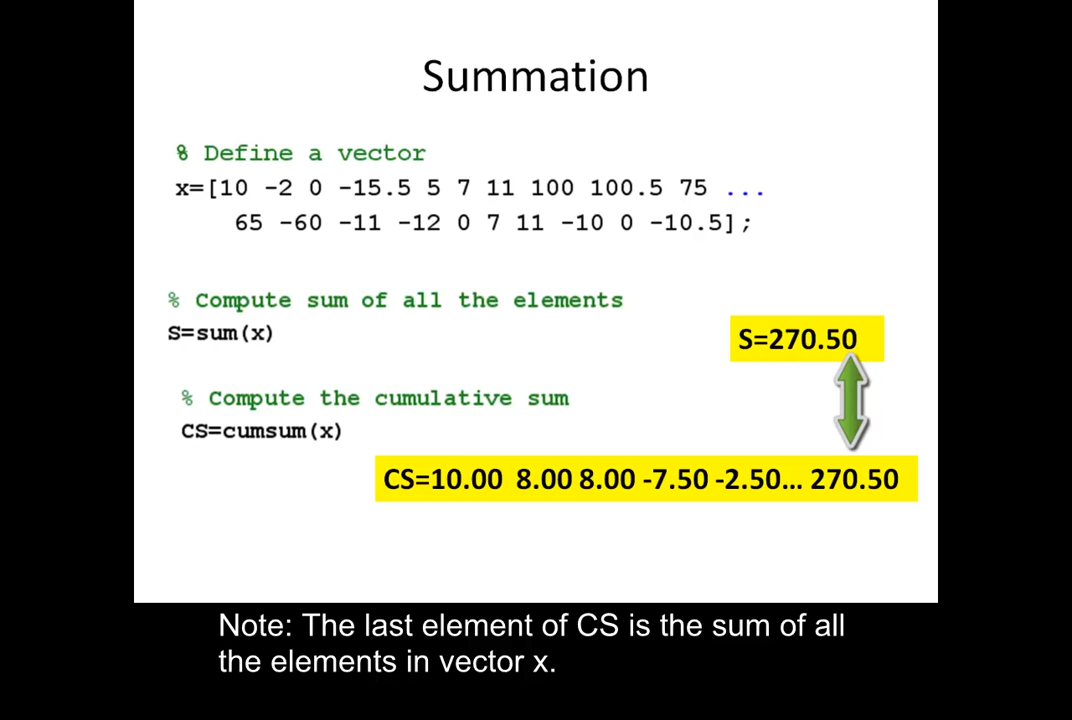 Summation
% Define a vector
x=[10 -2 0 -15.5 5 7 11 100 100.5 75 ...
65 -60 -11 -12 0 7 11 -10 0 -10.5];
% Compute sum of all the elements
S=sum(x)
S=270.50
% Compute the cumulative sum
CS=cumsum(x)
CS=10.00 8.00 8.00 -7.50 -2.50... 270.50
Note: The last element of CS is the sum of all
the elements in vector x.